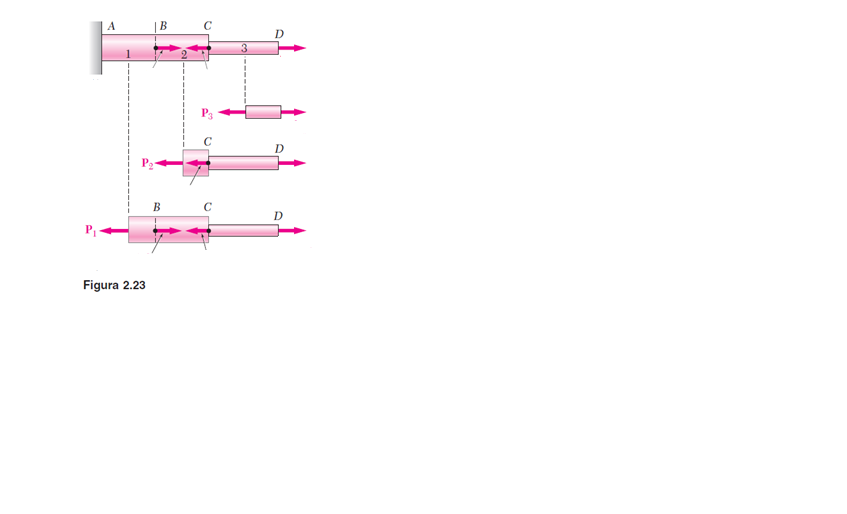 A B C D
1 2 3
P3
C D
P2
B C D
P1
Figura 2.23